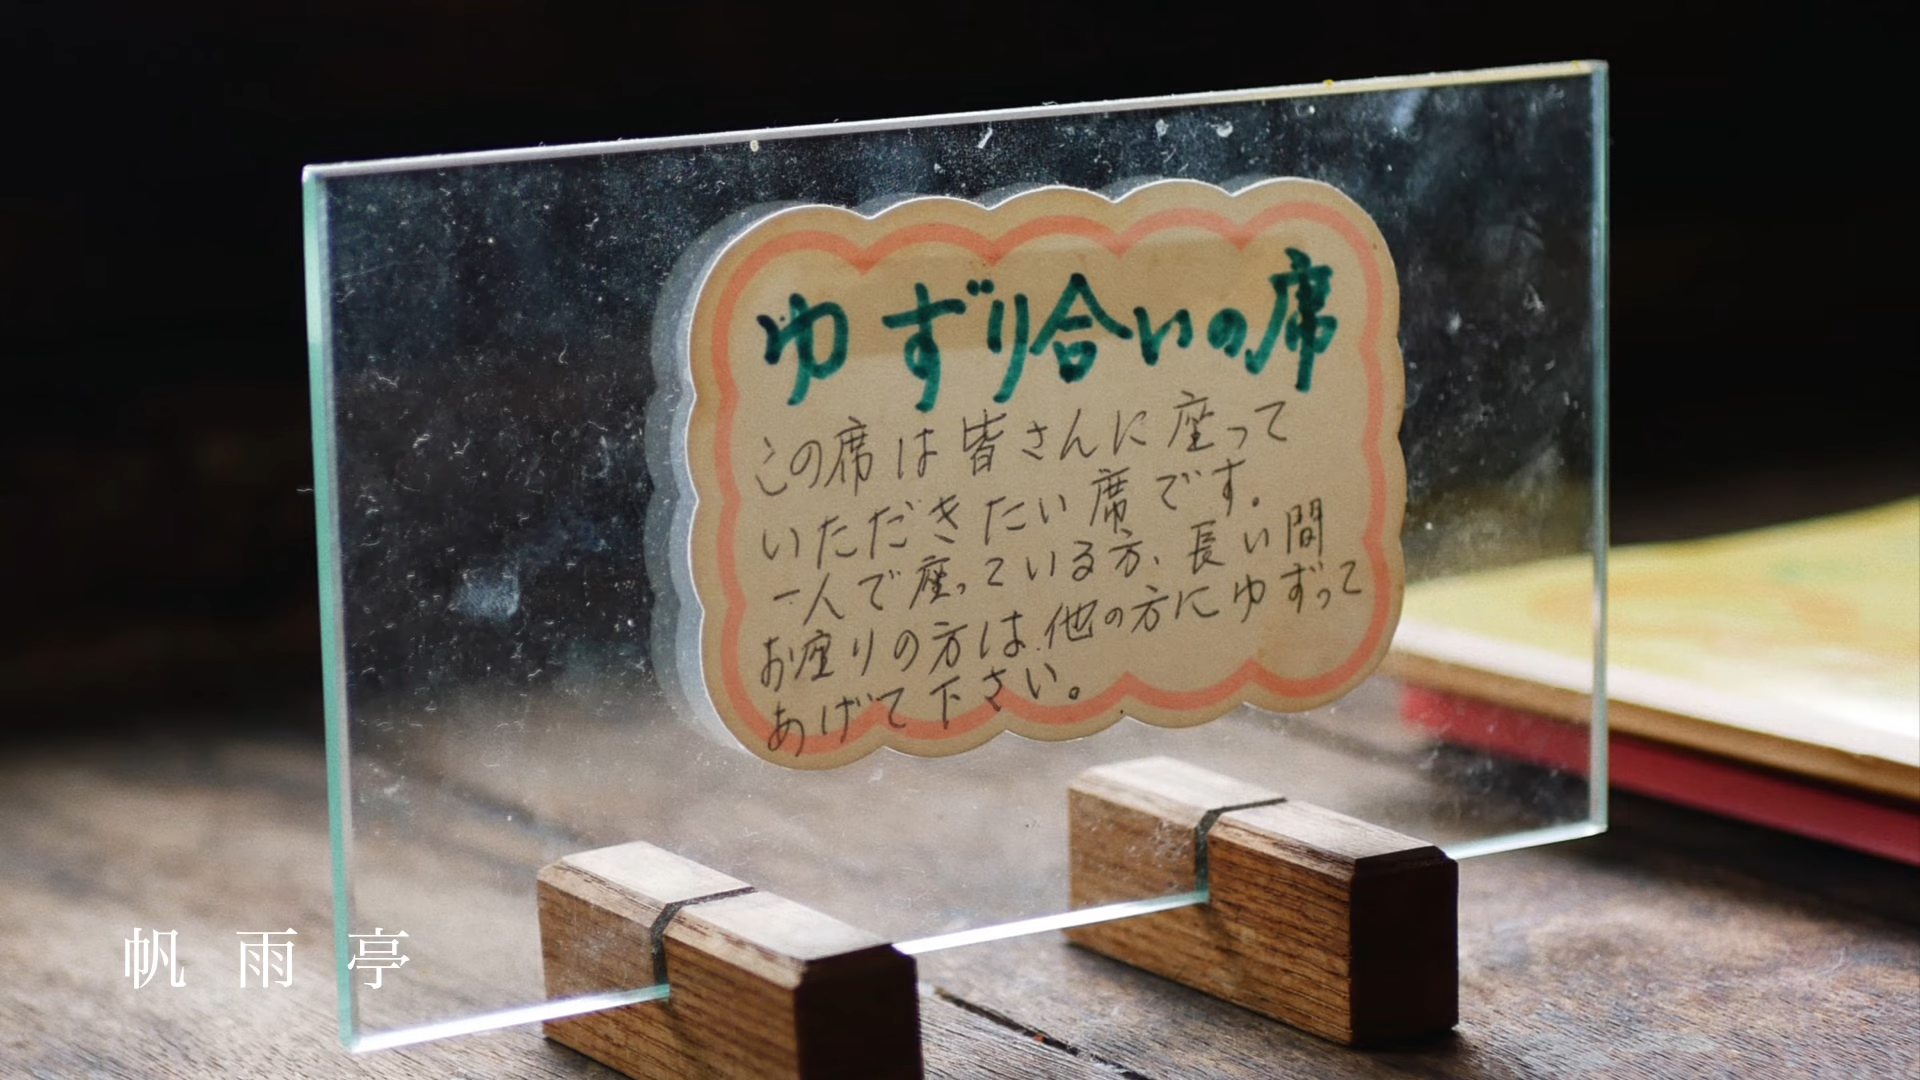 ゆずり合いの席
この席は皆さんに座って
いただきたい席です。
一人で座っている方、長い間
お座りの方は、他の方にゆずって
あげて下さい。
帆雨亭